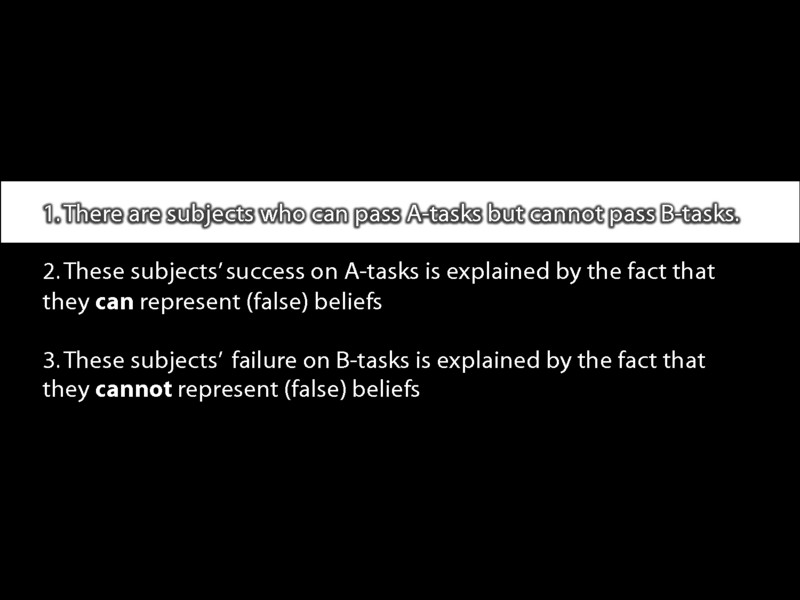 1. There are subjects who can pass A-tasks but cannot pass B-tasks.
2. These subjects’ success on A-tasks is explained by the fact that
they can represent (false) beliefs
3. These subjects’ failure on B-tasks is explained by the fact that
they cannot represent (false) beliefs